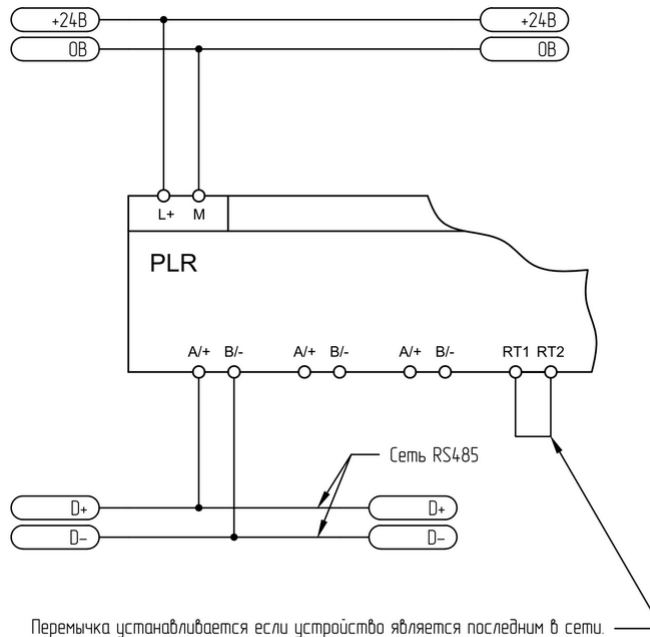 +24В +24В
0В 0В
L+ M
PLR
A/+ B/- A/+ B/- A/+ B/- RT1 RT2
Сеть RS485
D+ D+
D- D-
Перемычка устанавливается если устройство является последним в сети.